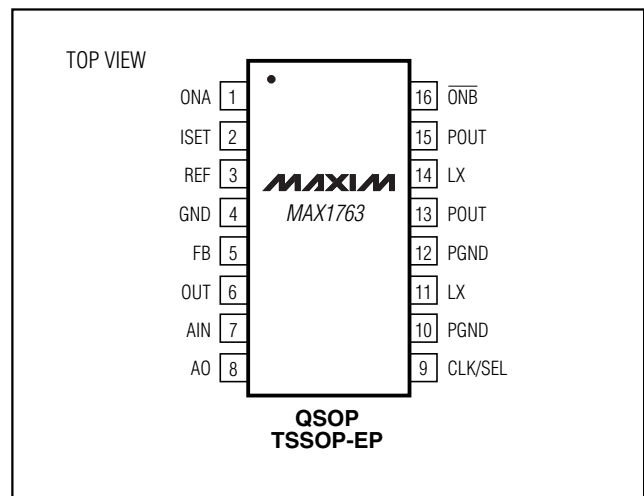 TOP VIEW
ONA 1
ISET 2
REF 3
GND 4
FB 5
OUT 6
AIN 7
AO 8
MAXIM
MAX1763
16 ONB
15 POUT
14 LX
13 POUT
12 PGND
11 LX
10 PGND
9 CLK/SEL
QSOP
TSSOP-EP